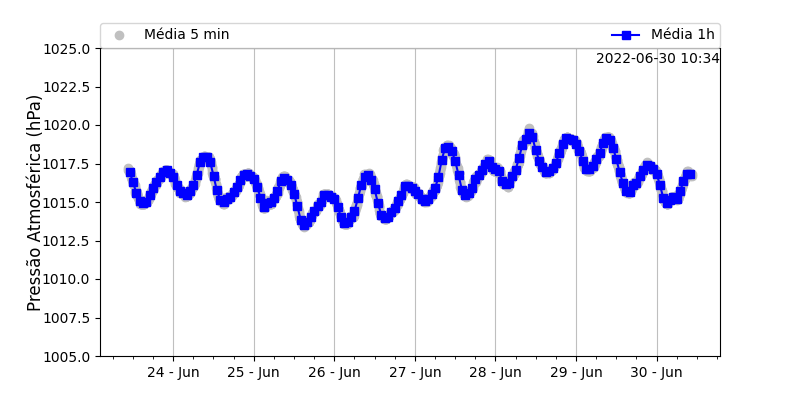 Média 5 min
Média 1h
2022-06-30 10:34
Pressão Atmosférica (hPa)
1025.0
1022.5
1020.0
1017.5
1015.0
1012.5
1010.0
1007.5
1005.0
24 - Jun
25 - Jun
26 - Jun
27 - Jun
28 - Jun
29 - Jun
30 - Jun